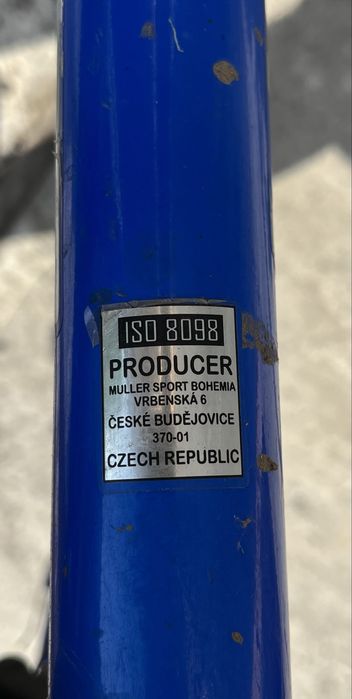 ISO 8098
PRODUCER
MULLER SPORT BOHEMIA
VRBENSKÁ 6
ČESKÉ BUDĚJOVICE
370-01
CZECH REPUBLIC